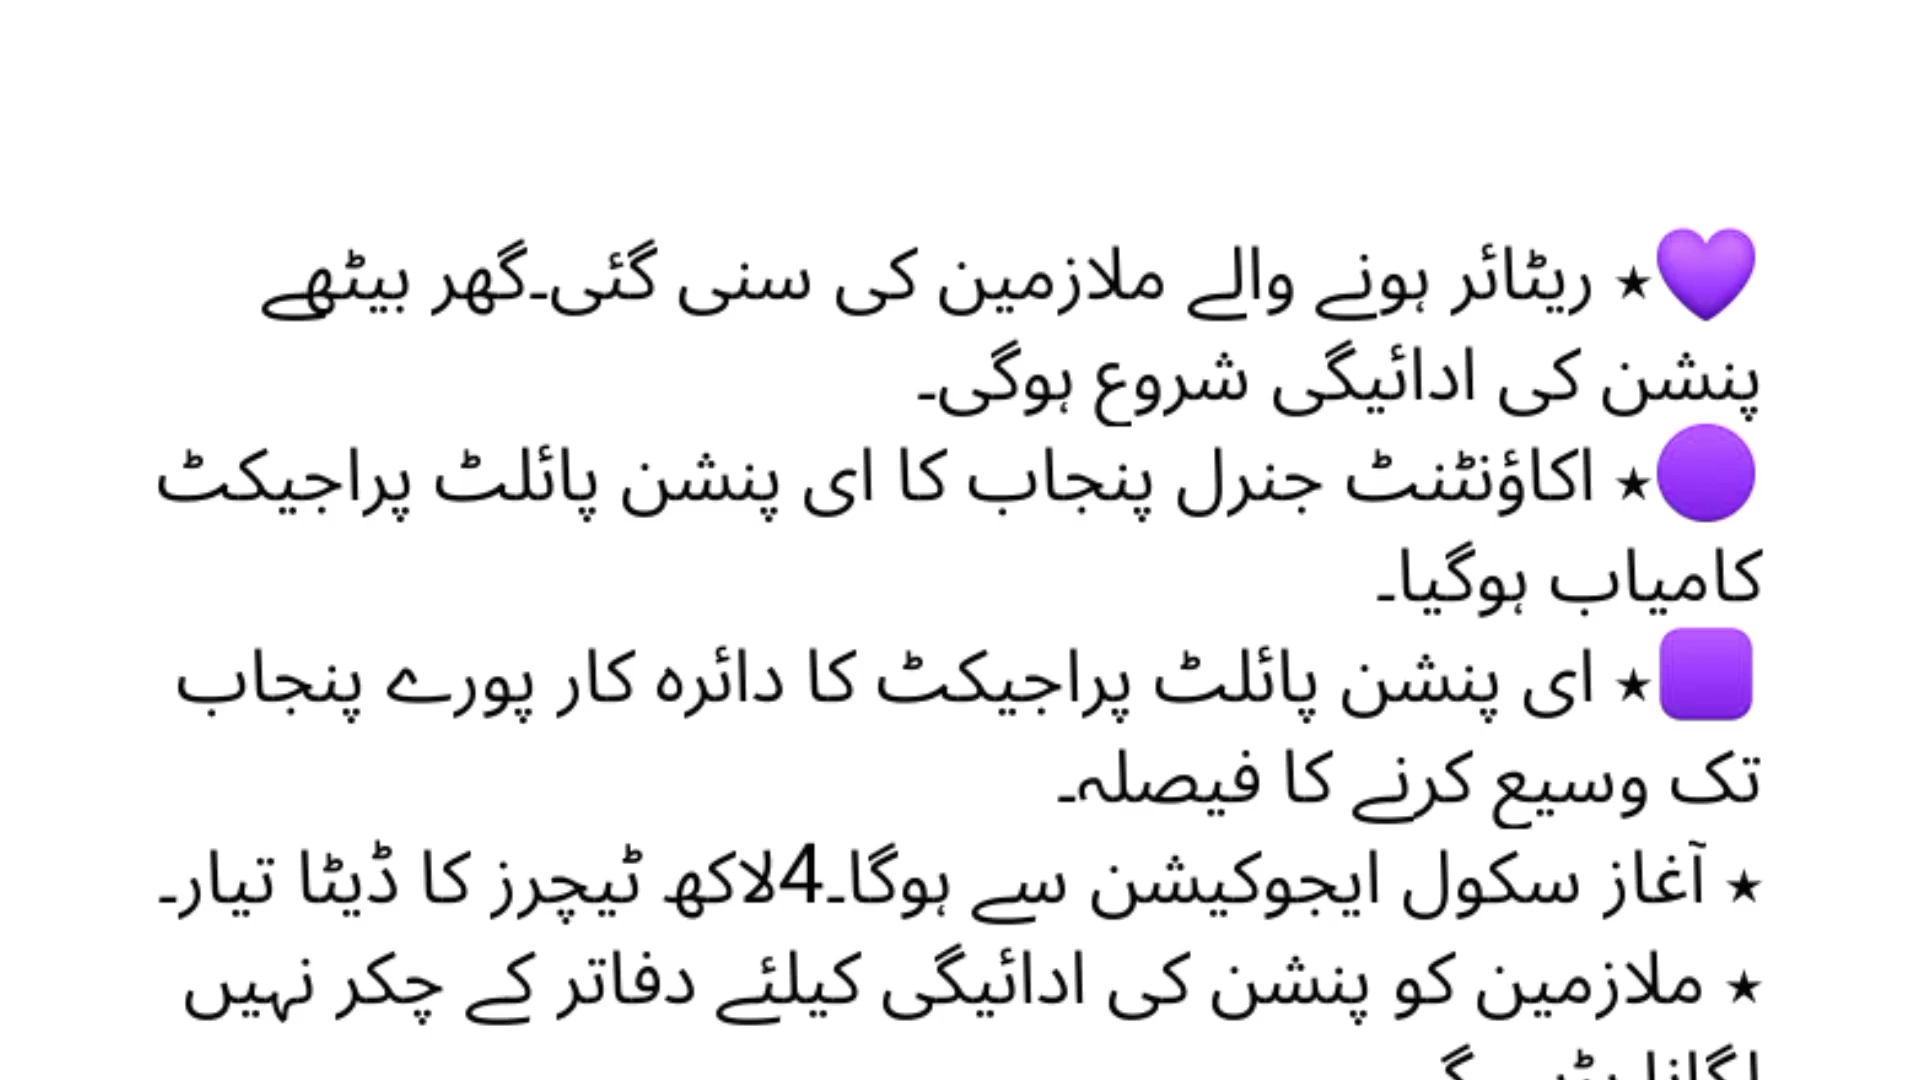 💜★ ریٹائر ہونے والے ملازمین کی سنی گئی۔گھر بیٹھے
پنشن کی ادائیگی شروع ہوگی۔
🟣★ اکاؤنٹنٹ جنرل پنجاب کا ای پنشن پائلٹ پراجیکٹ
کامیاب ہوگیا۔
🟪★ ای پنشن پائلٹ پراجیکٹ کا دائرہ کار پورے پنجاب
تک وسیع کرنے کا فیصلہ۔
★ آغاز سکول ایجوکیشن سے ہوگا۔4لاکھ ٹیچرز کا ڈیٹا تیار۔
★ ملازمین کو پنشن کی ادائیگی کیلئے دفاتر کے چکر نہیں